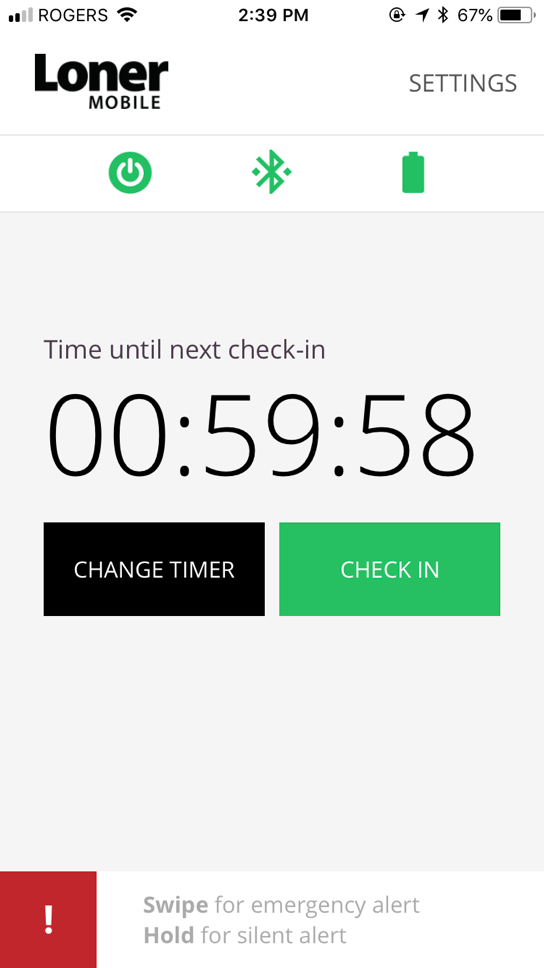 ROGERS 2:39 PM 67%
Loner
MOBILE
SETTINGS
Time until next check-in
00:59:58
CHANGE TIMER CHECK IN
!
Swipe for emergency alert
Hold for silent alert